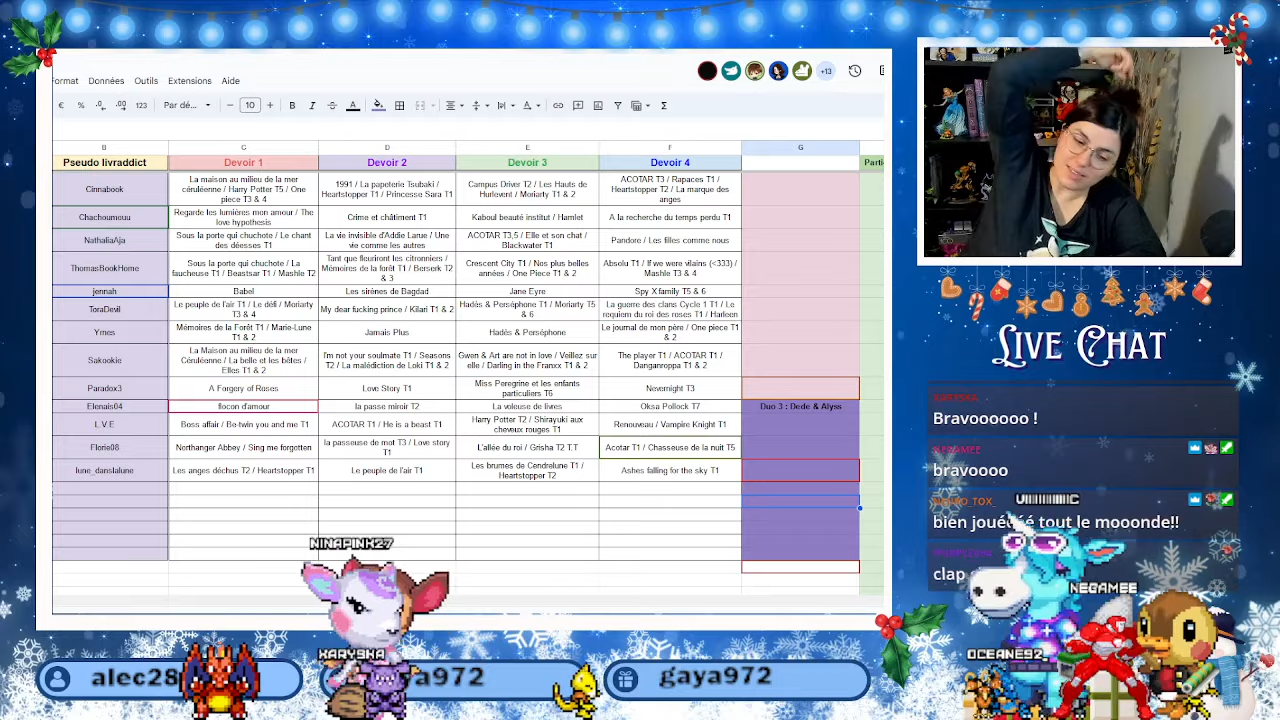 ormat Données Outils Extensions Aide
+13
€ % 123 Par dé... 10 B I A Σ
B C D E F G
Pseudo livraddict Devoir 1 Devoir 2 Devoir 3 Devoir 4 Parti
Cinnabook
La maison au milieu de la mer
céruléenne / Harry Potter T5 / One
piece T3 & 4
1991 / La papeterie Tsubaki /
Heartstopper T1 / Princesse Sara T1
Campus Driver T2 / Les Hauts de
Hurlevent / Moriarty T1 & 2
ACOTAR T3 / Rapaces T1 /
Heartstopper T2 / La marque des
anges
Chachoumouu
Regarde les lumières mon amour / The
love hypothesis
Crime et châtiment T1
Kaboul beauté institut / Hamlet
A la recherche du temps perdu T1
NathaliaAja
Sous la porte qui chuchote / Le chant
des déesses T1
La vie invisible d'Addie Larue / Une
vie comme les autres
ACOTAR T3,5 / Elle et son chat /
Blackwater T1
Pandore / Les filles comme nous
ThomasBookHome
Sous la porte qui chuchote / La
faucheuse T1 / Beastsar T1 / Mashle T2
Tant que fleuriront les citronniers /
Mémoires de la forêt T1 / Berserk T2
& 3
Crescent City T1 / Nos plus belles
années / One Piece T1 & 2
Absolu T1 / If we were vilains (<333) /
Mashle T3 & 4
jennah
Babel
Les sirènes de Bagdad
Jane Eyre
Spy X family T5 & 6
ToraDevil
Le peuple de l'air T1 / Le défi / Moriarty
T3 & 4
My dear fucking prince / Kilari T1 & 2
Hadès & Perséphone T1 / Moriarty T5
& 6
La guerre des clans Cycle 1 T1 / Le
requiem du roi des roses T1 / Harleen
Ymes
Mémoires de la Forêt T1 / Marie-Lune
T1 & 2
Jamais Plus
Hadès & Perséphone
Le journal de mon père / One piece T1
& 2
Sakookie
La Maison au milieu de la mer
Céruléenne / La belle et les bêtes /
Elles T1 & 2
I'm not your soulmate T1 / Seasons
T2 / La malédiction de Loki T1 & 2
Gwen & Art are not in love / Veillez sur
elle / Darling in the Franxx T1 & 2
The player T1 / ACOTAR T1 /
Danganroppa T1 & 2
Paradox3
A Forgery of Roses
Love Story T1
Miss Peregrine et les enfants
particuliers T6
Nevernight T3
Elenais04
flocon d'amour
la passe miroir T2
La voleuse de livres
Oksa Pollock T7
Duo 3 : Dede & Alyss
L.V.E
Boss affair / Be-twin you and me T1
ACOTAR T1 / He is a beast T1
Harry Potter T2 / Shirayuki aux
cheveux rouges T1
Renouveau / Vampire Knight T1
Florie08
Northanger Abbey / Sing me forgotten
la passeuse de mot T3 / Love story
T1
L'allée du roi / Grisha T2 T.T
Acotar T1 / Chasseuse de la nuit T5
lune_danslalune
Les anges déchus T2 / Heartstopper T1
Le peuple de l'air T1
Les brumes de Cendrelune T1 /
Heartstopper T2
Ashes falling for the sky T1
Live Chat
Bravoooooo !
NEGAMEE
bravoooo
bien jouéééé tout le mooonde!!
clap
NINAPINK27
NEGAMEE
KARYSKA
OCEANE92
alec28
a972
gaya972